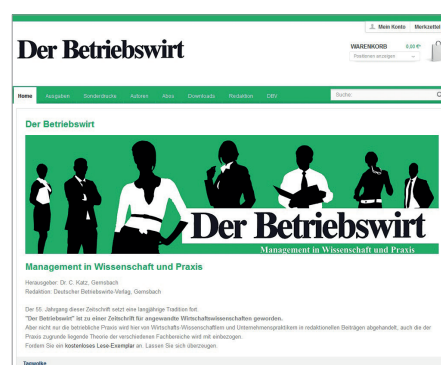 Mein Konto Merkzettel
Der Betriebswirt
WARENKORB 0,00 €*
Positionen anzeigen
Home Ausgaben Sonderdrucke Autoren Abos Downloads Redaktion DBV Suche
Der Betriebswirt
Der Betriebswirt
Management in Wissenschaft und Praxis
Management in Wissenschaft und Praxis
Herausgeber: Dr. C. Katz, Gernsbach
Redaktion: Deutscher Betriebswirte-Verlag, Gernsbach
Der 55. Jahrgang dieser Zeitschrift setzt eine langjährige Tradition fort.
"Der Betriebswirt" ist zu einer Zeitschrift für angewandte Wirtschaftswissenschaften geworden.
Aber nicht nur die betriebliche Praxis wird hier von Wirtschafts-Wissenschaftlern und Unternehmenspraktikern in redaktionellen Beiträgen abgehandelt, auch die der
Praxis zugrunde liegende Theorie der verschiedenen Fachbereiche wird mit einbezogen.
Fordern Sie ein kostenloses Lese-Exemplar an. Lassen Sie sich überzeugen.
Tagwolke